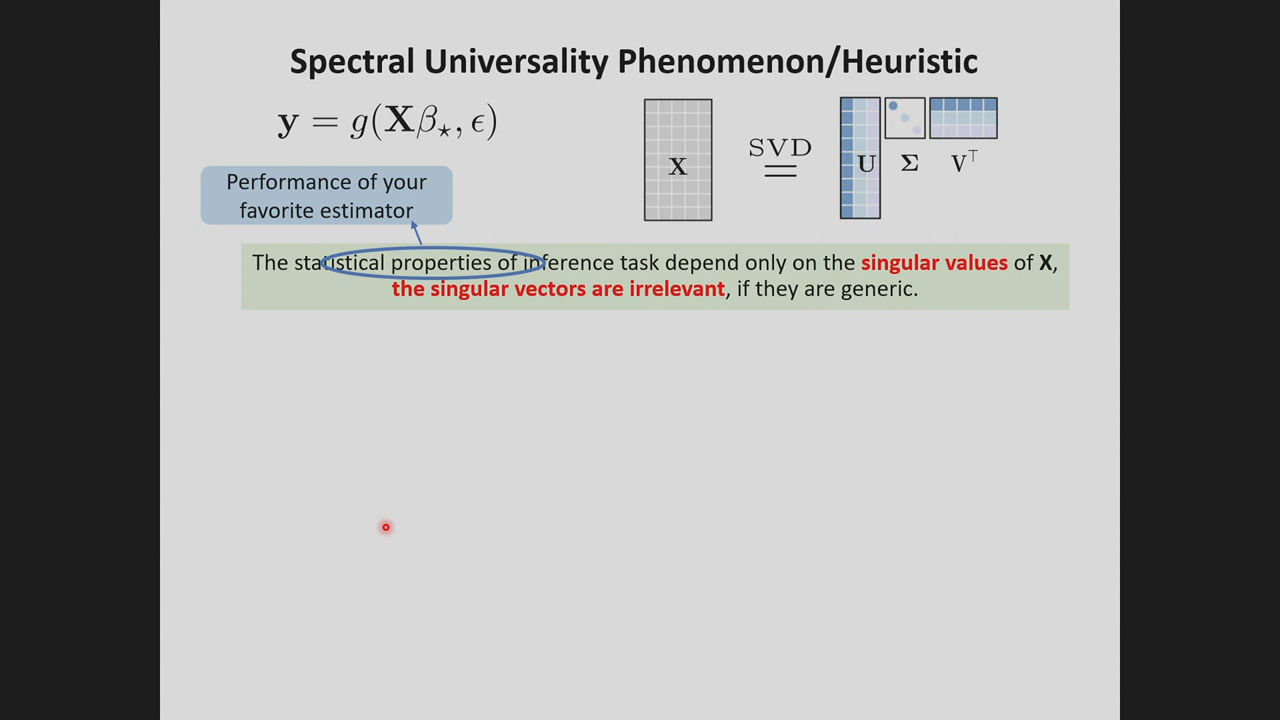 Spectral Universality Phenomenon/Heuristic
y = g(Xβ⋆, ϵ)
X
SVD
=
U Σ V⊤
Performance of your
favorite estimator
The statistical properties of inference task depend only on the singular values of X,
the singular vectors are irrelevant, if they are generic.